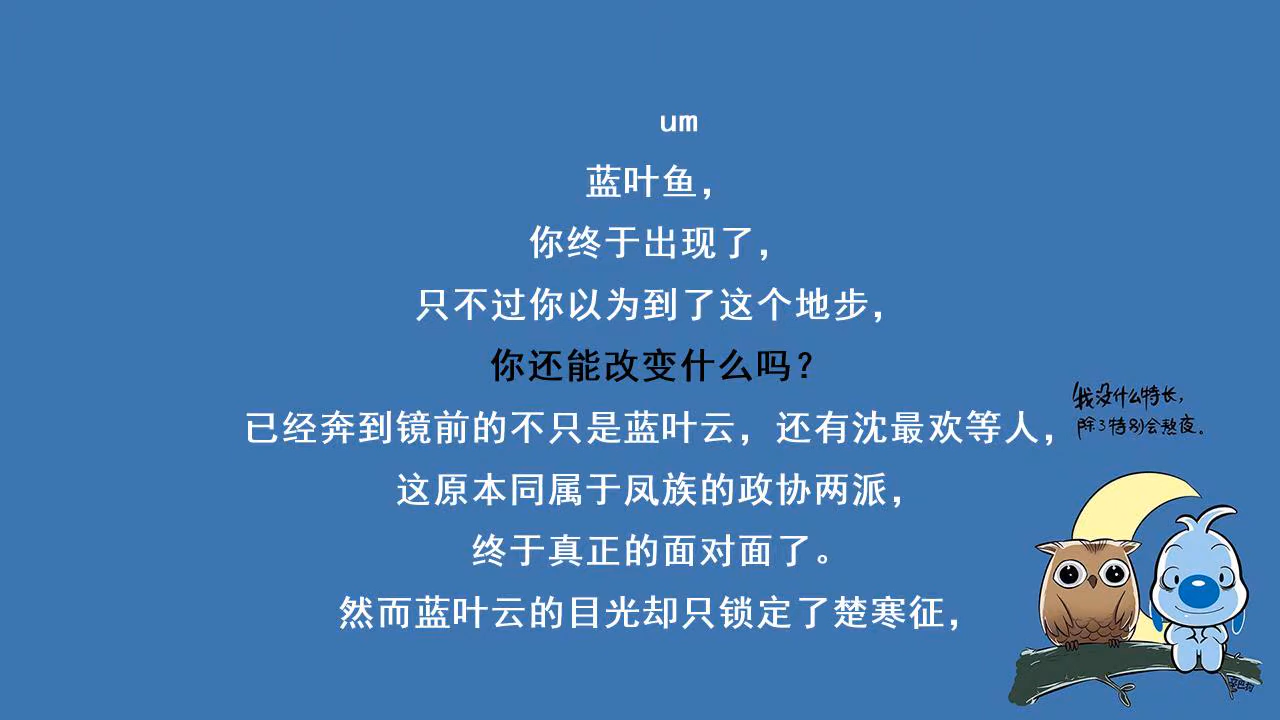 um
蓝叶鱼，
你终于出现了，
只不过你以为到了这个地步，
你还能改变什么吗？
已经奔到镜前的不只是蓝叶云，还有沈最欢等人，
这原本同属于凤族的政协两派，
终于真正的面对面了。
然而蓝叶云的目光却只锁定了楚寒征，
我没什么特长，
除了特别会熬夜。